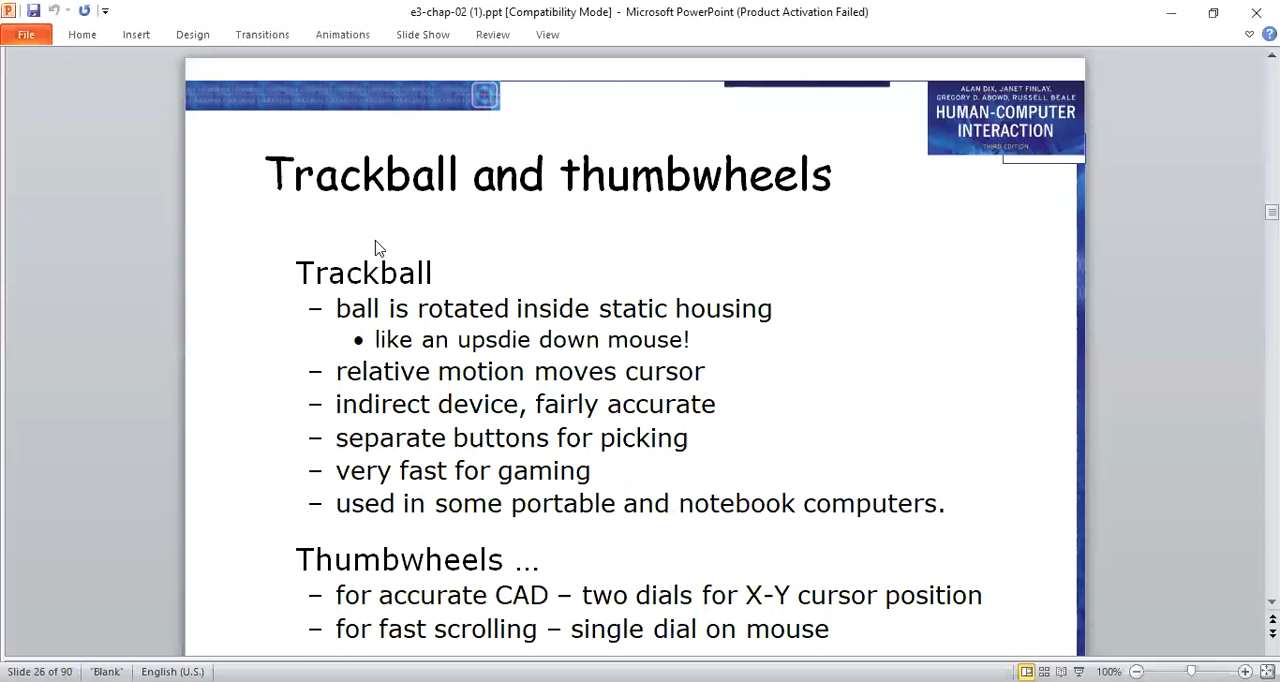 e3-chap-02 (1).ppt [Compatibility Mode] - Microsoft PowerPoint (Product Activation Failed)
File Home Insert Design Transitions Animations Slide Show Review View
ALAN DIX, JANET FINLAY,
GREGORY D. ABOWD, RUSSELL BEALE
HUMAN-COMPUTER
INTERACTION
THIRD EDITION
Trackball and thumbwheels
Trackball
– ball is rotated inside static housing
• like an upsdie down mouse!
– relative motion moves cursor
– indirect device, fairly accurate
– separate buttons for picking
– very fast for gaming
– used in some portable and notebook computers.
Thumbwheels ...
– for accurate CAD – two dials for X-Y cursor position
– for fast scrolling – single dial on mouse
Slide 26 of 90 "Blank" English (U.S.) 100%